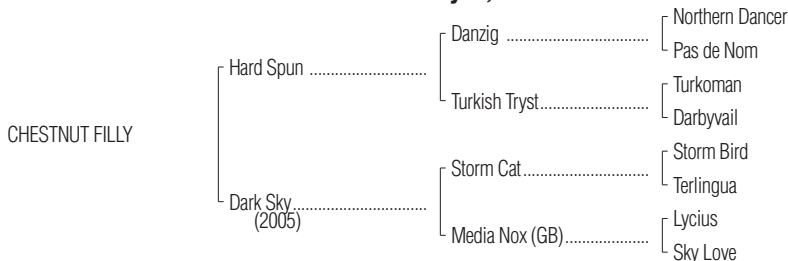 Northern Dancer
Danzig ..................................
Pas de Nom
Hard Spun ...........................
Turkoman
Turkish Tryst.........................
Darbyvail
CHESTNUT FILLY
Storm Bird
Storm Cat.............................
Terlingua
Dark Sky...............................
(2005)
Lycius
Media Nox (GB)....................
Sky Love